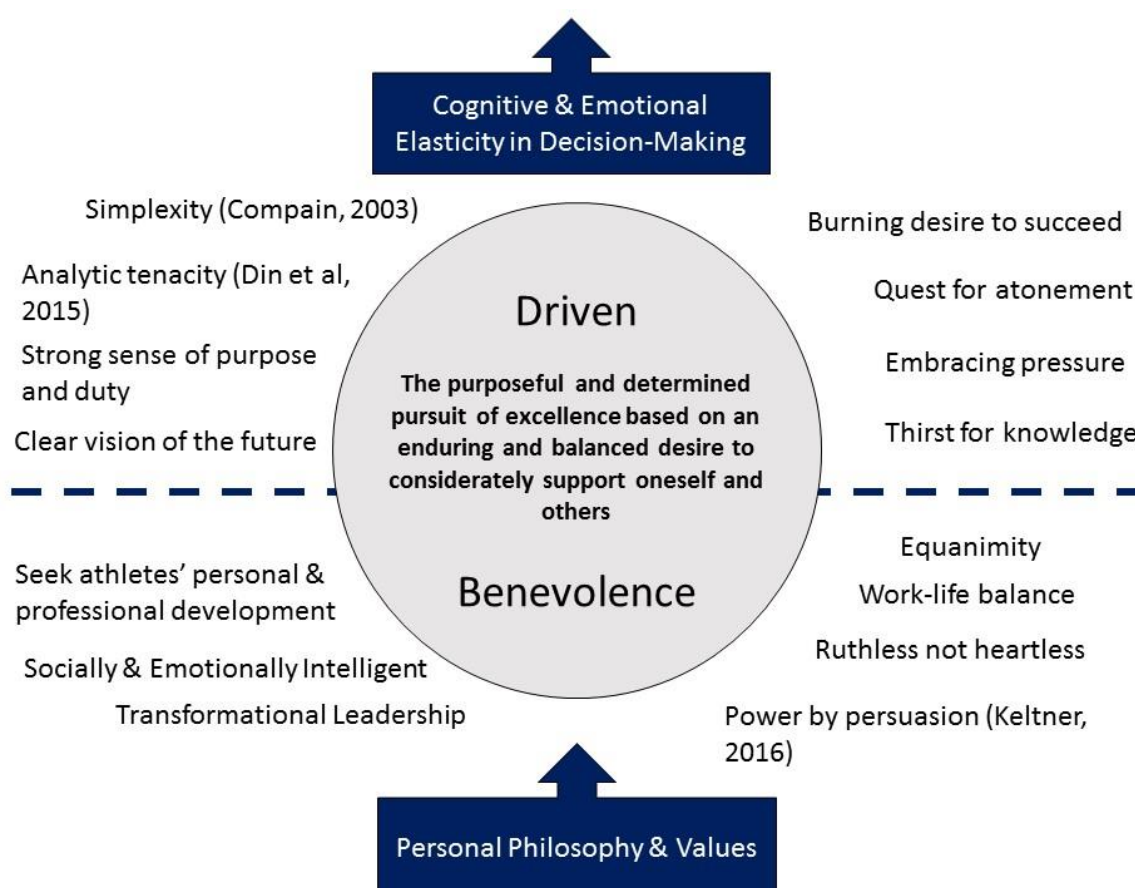 Cognitive & Emotional
Elasticity in Decision-Making
Simplexity (Compain, 2003)
Analytic tenacity (Din et al,
2015)
Strong sense of purpose
and duty
Clear vision of the future
Burning desire to succeed
Quest for atonement
Embracing pressure
Thirst for knowledge
Driven
The purposeful and determined
pursuit of excellence based on an
enduring and balanced desire to
considerately support oneself and
others
Benevolence
Seek athletes’ personal &
professional development
Socially & Emotionally Intelligent
Transformational Leadership
Equanimity
Work-life balance
Ruthless not heartless
Power by persuasion (Keltner,
2016)
Personal Philosophy & Values